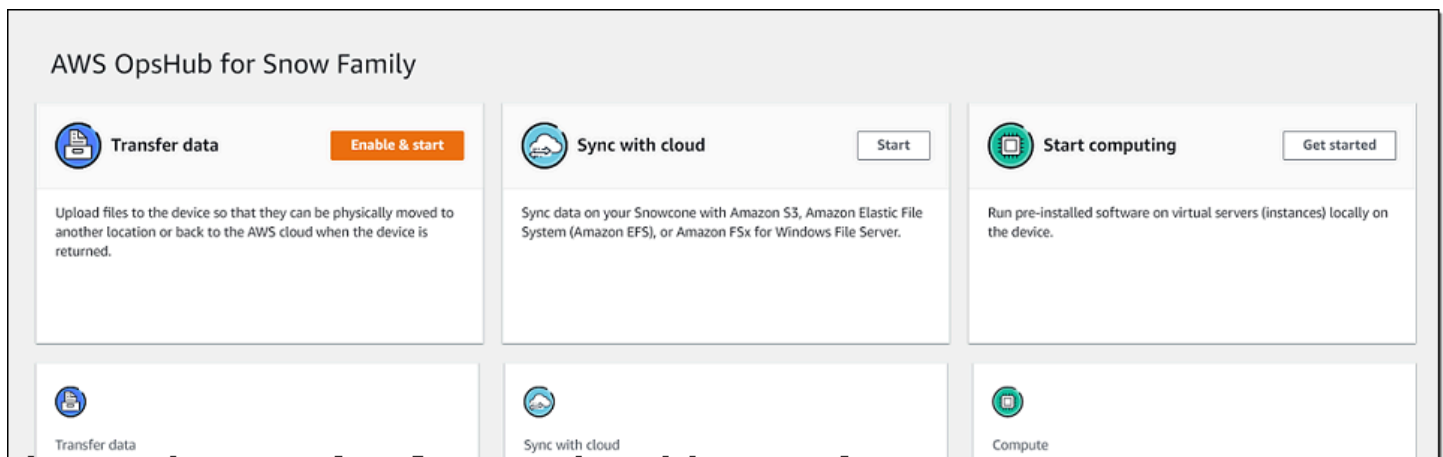 AWS OpsHub for Snow Family
Transfer data
Enable & start
Sync with cloud
Start
Start computing
Get started
Upload files to the device so that they can be physically moved to
another location or back to the AWS cloud when the device is
returned.
Sync data on your Snowcone with Amazon S3, Amazon Elastic File
System (Amazon EFS), or Amazon FSx for Windows File Server.
Run pre-installed software on virtual servers (instances) locally on
the device.
Transfer data
Sync with cloud
Compute